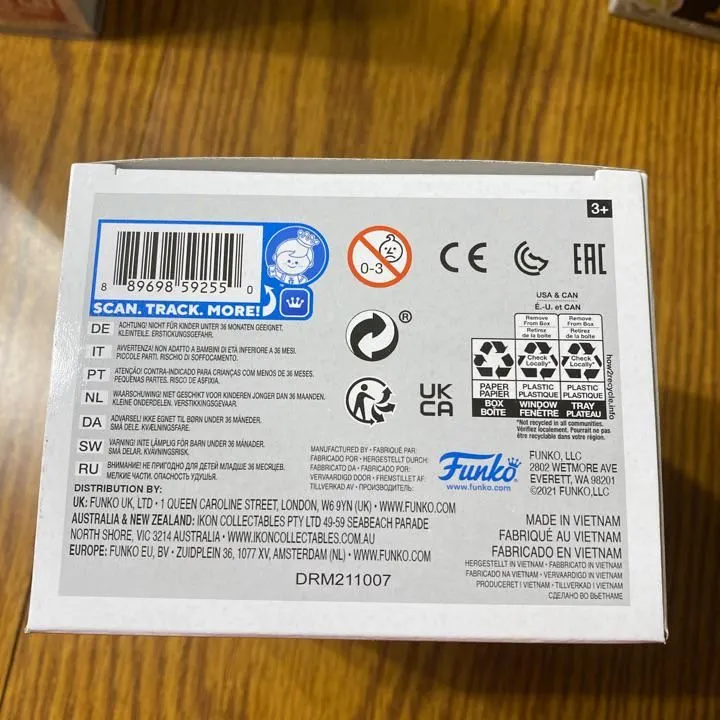 3+
8 89698 59255 0
SCAN. TRACK. MORE!
0-3
CE
EAC
USA & CAN
É.-U. et CAN
Remove From Box
Retirez de la boîte
Remove From Box
Retirez de la boîte
Check Locally*
Check Locally*
PAPER
PAPIER
BOX
BOÎTE
PLASTIC
PLASTIQUE
WINDOW
FENÊTRE
PLASTIC
PLASTIQUE
TRAY
PLATEAU
how2recycle.info
*Not recycled in all communities.
Vérifiez localement. Pourrait ne pas
être recyclable dans votre région.
®
UK
CA
DE ACHTUNG! NICHT FÜR KINDER UNTER 36 MONATEN GEEIGNET.
KLEINTEILE. ERSTICKUNGSGEFAHR.
IT AVVERTENZA! NON ADATTO A BAMBINI DI ETÀ INFERIORE A 36 MESI.
PICCOLE PARTI. RISCHIO DI SOFFOCAMENTO.
PT ATENÇÃO! CONTRA-INDICADO PARA CRIANÇAS COM MENOS DE 36 MESES.
PEQUENAS PARTES. RISCO DE ASFIXIA.
NL WAARSCHUWING! NIET GESCHIKT VOOR KINDEREN JONGER DAN 36 MAANDEN.
KLEINE ONDERDELEN. VERSTIKKINGSGEVAAR.
DA ADVARSEL! IKKE EGNET TIL BØRN UNDER 36 MÅNEDER.
SMÅ DELE. KVÆLNINGSFARE.
SW VARNING! INTE LÄMPLIG FÖR BARN UNDER 36 MÅNADER.
SMÅ DELAR. KVÄVNINGSRISK.
RU ВНИМАНИЕ! НЕ ПРИГОДНО ДЛЯ ДЕТЕЙ МЛАДШЕ 36 МЕСЯЦЕВ.
МЕЛКИЕ ЧАСТИ. ОПАСНОСТЬ УДУШЬЯ.
MANUFACTURED BY • FABRIQUÉ PAR:
FABRICADO POR • HERGESTELLT DURCH:
FABBRICATO DA • FABRICADO POR:
VERVAARDIGD DOOR • FREMSTILLET AF:
TILLVERKAD AV • ПРОИЗВОДИТЕЛЬ:
Funko®
www.funko.com
FUNKO, LLC
2802 WETMORE AVE
EVERETT, WA 98201
©2021 FUNKO,LLC
DISTRIBUTION BY:
UK: FUNKO UK, LTD • 1 QUEEN CAROLINE STREET, LONDON, W6 9YN (UK) • WWW.FUNKO.COM
AUSTRALIA & NEW ZEALAND: IKON COLLECTABLES PTY LTD 49-59 SEABEACH PARADE
NORTH SHORE, VIC 3214 AUSTRALIA • WWW.IKONCOLLECTABLES.COM.AU
EUROPE: FUNKO EU, BV • ZUIDPLEIN 36, 1077 XV, AMSTERDAM (NL) • WWW.FUNKO.COM
MADE IN VIETNAM
FABRIQUÉ AU VIETNAM
FABRICADO EN VIETNAM
HERGESTELLT IN VIETNAM • FABBRICATO IN VIETNAM
FABRICADO NA VIETNAM • VERVAARDIGD IN VIETNAM
PRODUCERET I VIETNAM • TILLVERKAD I VIETNAM
СДЕЛАНО ВО ВЬЕТНАМЕ
DRM211007